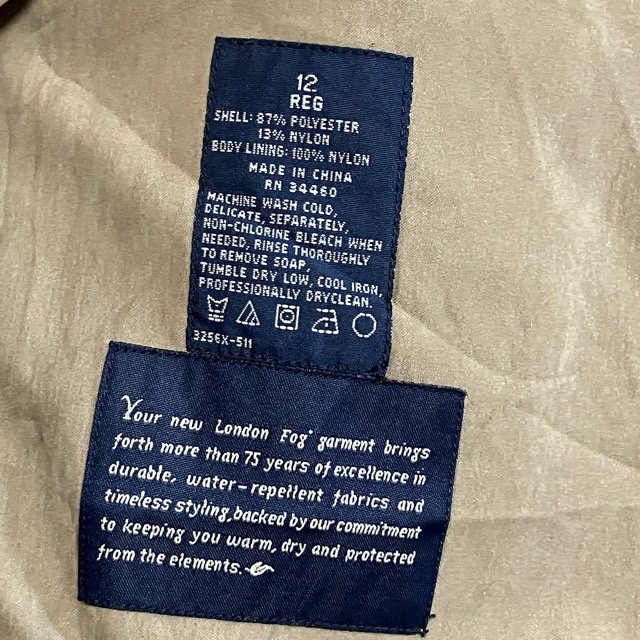 12
REG
SHELL: 87% POLYESTER
13% NYLON
BODY LINING: 100% NYLON
MADE IN CHINA
RN 34460
MACHINE WASH COLD,
DELICATE, SEPARATELY,
NON-CHLORINE BLEACH WHEN
NEEDED, RINSE THOROUGHLY
TO REMOVE SOAP,
TUMBLE DRY LOW, COOL IRON,
PROFESSIONALLY DRYCLEAN.
3256X-511
Your new London Fog® garment brings
forth more than 75 years of excellence in
durable, water-repellent fabrics and
timeless styling, backed by our commitment
to keeping you warm, dry and protected
from the elements.